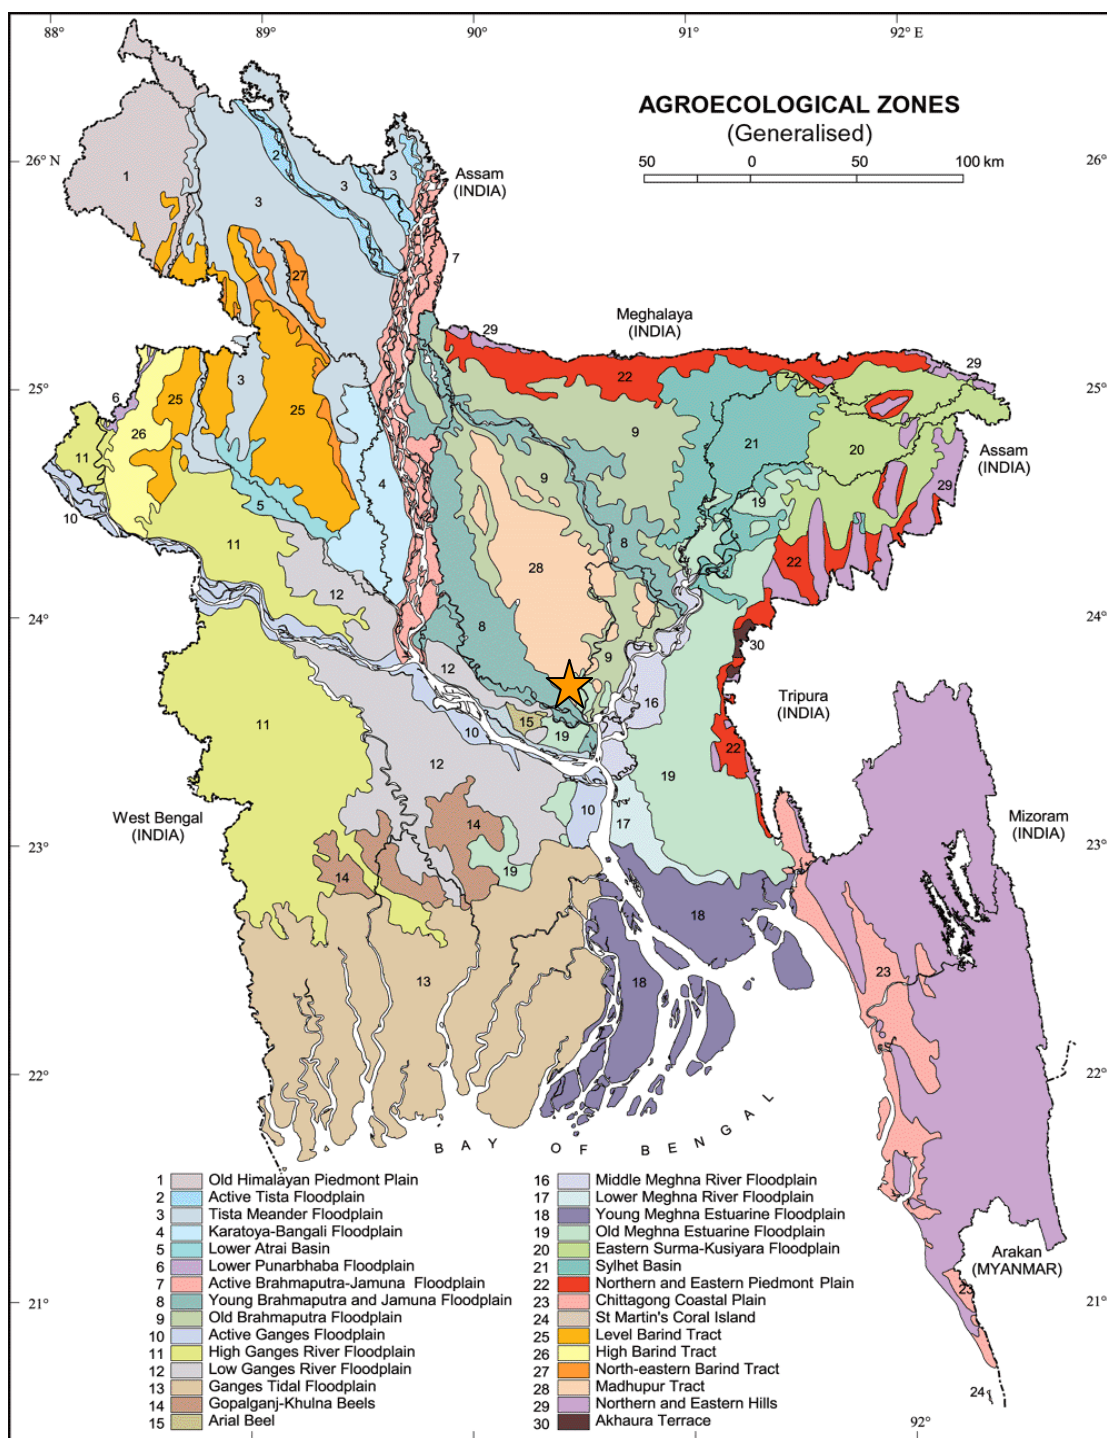 88°
89°
90°
91°
92° E
AGROECOLOGICAL ZONES
(Generalised)
50 0 50 100 km
26° N
26°
Assam
(INDIA)
1
2
3
3
3
3
7
27
Meghalaya
(INDIA)
29
29
22
25°
25°
6
25
3
25
26
11
10
5
4
9
9
21
20
19
29
Assam
(INDIA)
11
12
28
8
22
24°
24°
8
12
9
30
16
Tripura
(INDIA)
11
10
15
19
12
19
22
10
17
14
14
19
West Bengal
(INDIA)
Mizoram
(INDIA)
23°
23°
18
18
13
23
22°
22°
BAY OF BENGAL
1 Old Himalayan Piedmont Plain
2 Active Tista Floodplain
3 Tista Meander Floodplain
4 Karatoya-Bangali Floodplain
5 Lower Atrai Basin
6 Lower Punarbhaba Floodplain
7 Active Brahmaputra-Jamuna Floodplain
8 Young Brahmaputra and Jamuna Floodplain
9 Old Brahmaputra Floodplain
10 Active Ganges Floodplain
11 High Ganges River Floodplain
12 Low Ganges River Floodplain
13 Ganges Tidal Floodplain
14 Gopalganj-Khulna Beels
15 Arial Beel
16 Middle Meghna River Floodplain
17 Lower Meghna River Floodplain
18 Young Meghna Estuarine Floodplain
19 Old Meghna Estuarine Floodplain
20 Eastern Surma-Kusiyara Floodplain
21 Sylhet Basin
22 Northern and Eastern Piedmont Plain
23 Chittagong Coastal Plain
24 St Martin's Coral Island
25 Level Barind Tract
26 High Barind Tract
27 North-eastern Barind Tract
28 Madhupur Tract
29 Northern and Eastern Hills
30 Akhaura Terrace
Arakan
(MYANMAR)
21°
21°
23
24
92°